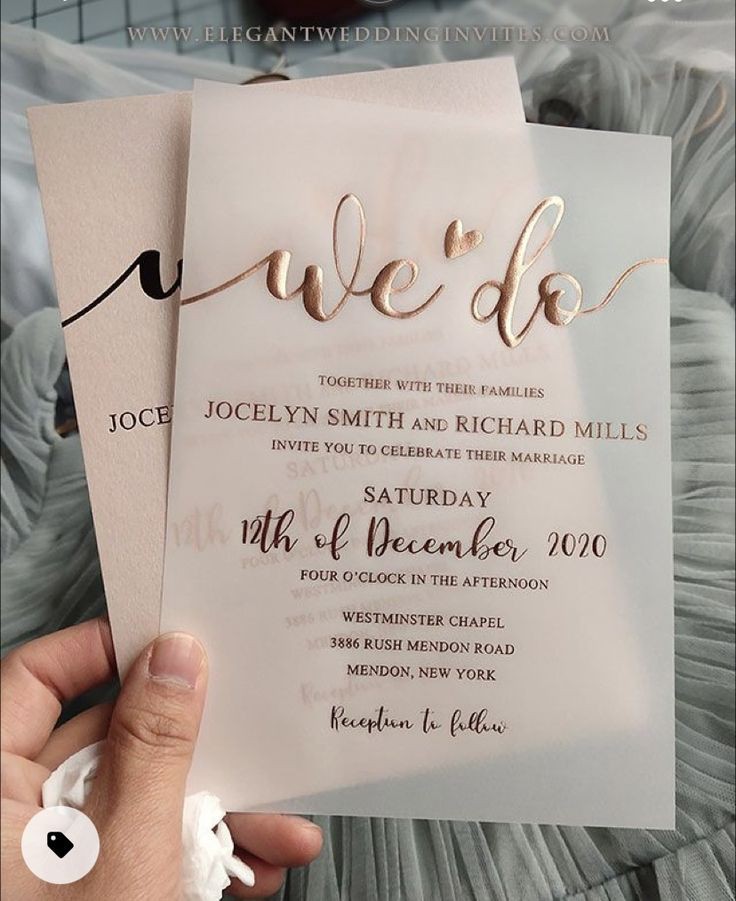 WWW.ELEGANTWEDDINGINVITES.COM
we do
TOGETHER WITH THEIR FAMILIES
JOCELYN SMITH AND RICHARD MILLS
INVITE YOU TO CELEBRATE THEIR MARRIAGE
SATURDAY
12th of December 2020
FOUR O'CLOCK IN THE AFTERNOON
WESTMINSTER CHAPEL
3886 RUSH MENDON ROAD
MENDON, NEW YORK
Reception to follow
JOCE